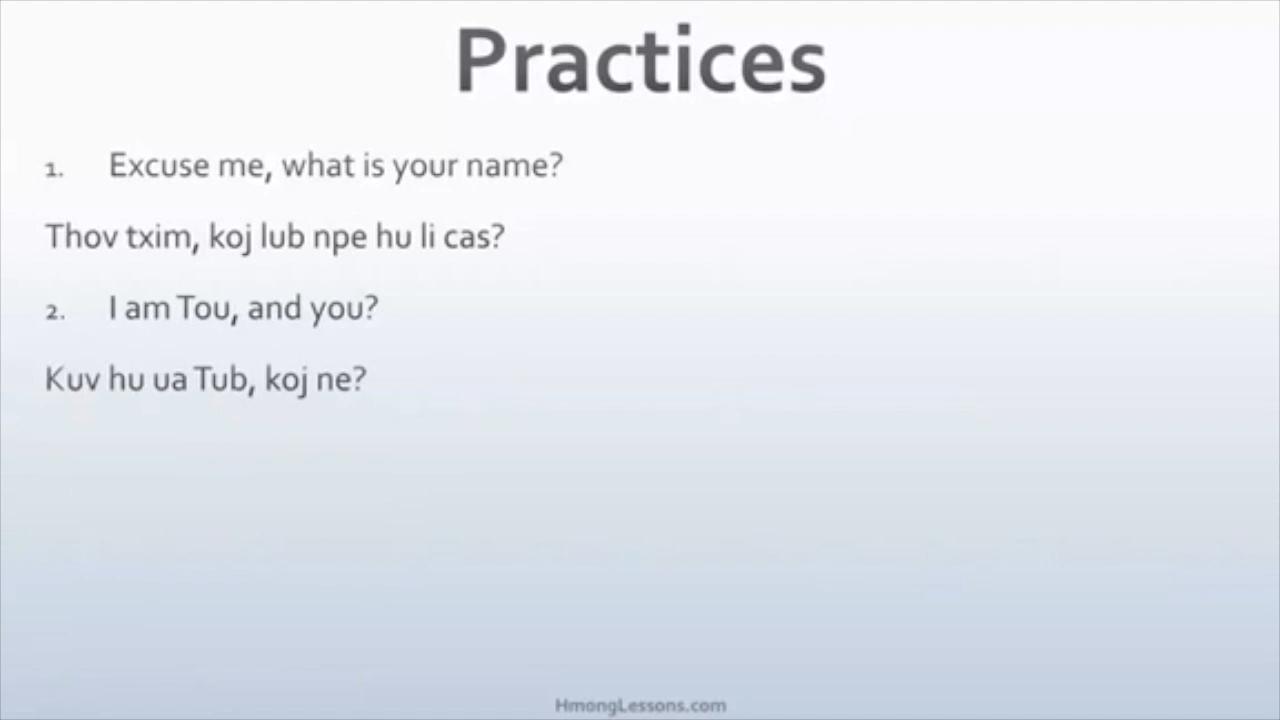 Practices
1. Excuse me, what is your name?
Thov txim, koj lub npe hu li cas?
2. I am Tou, and you?
Kuv hu ua Tub, koj ne?
HmongLessons.com